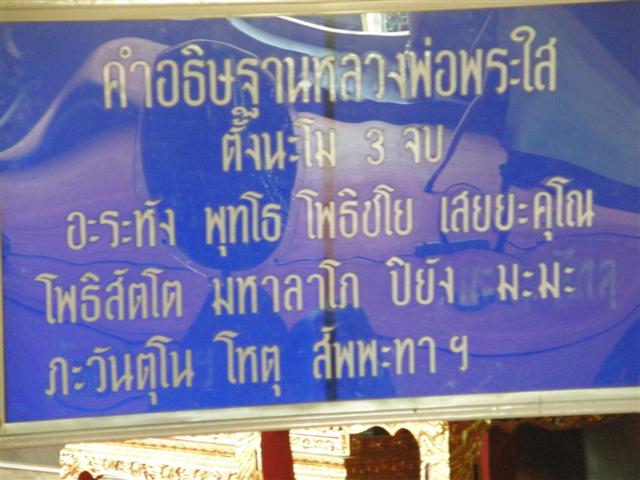 คำอธิษฐานหลวงพ่อพระใส
ตั้งนะโม 3 จบ
อะระหัง พุทโธ โพธิชโย เสยยะคุโณ
โพธิสัตโต มหาลาโภ ปิยัง มะมะ
ภะวันตุโน โหตุ สัพพะทา ฯ